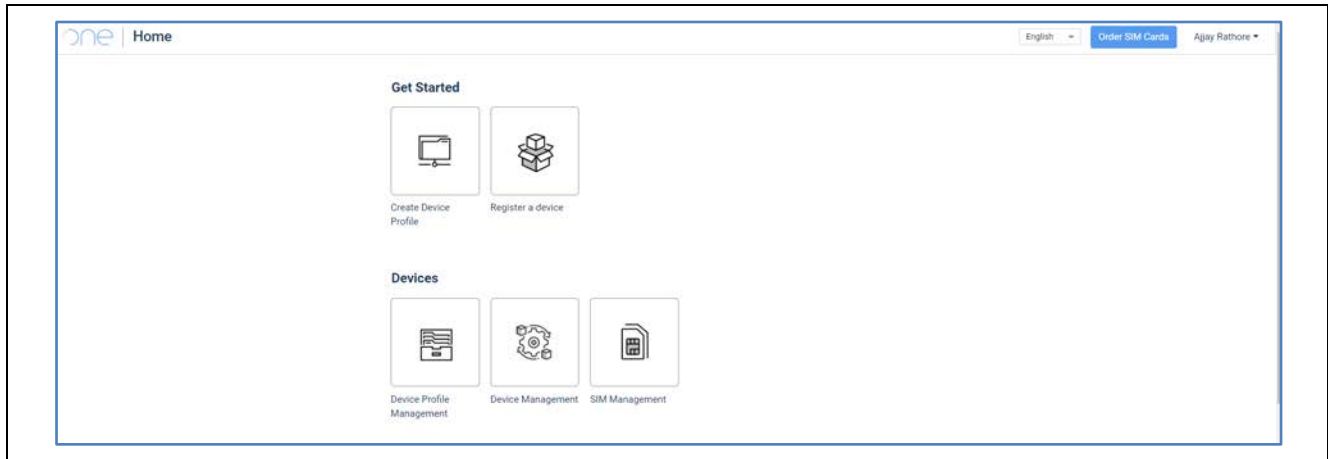 one | Home
English
Order SIM Cards
Ajjay Rathore
Get Started
Create Device
Profile
Register a device
Devices
Device Profile
Management
Device Management
SIM Management